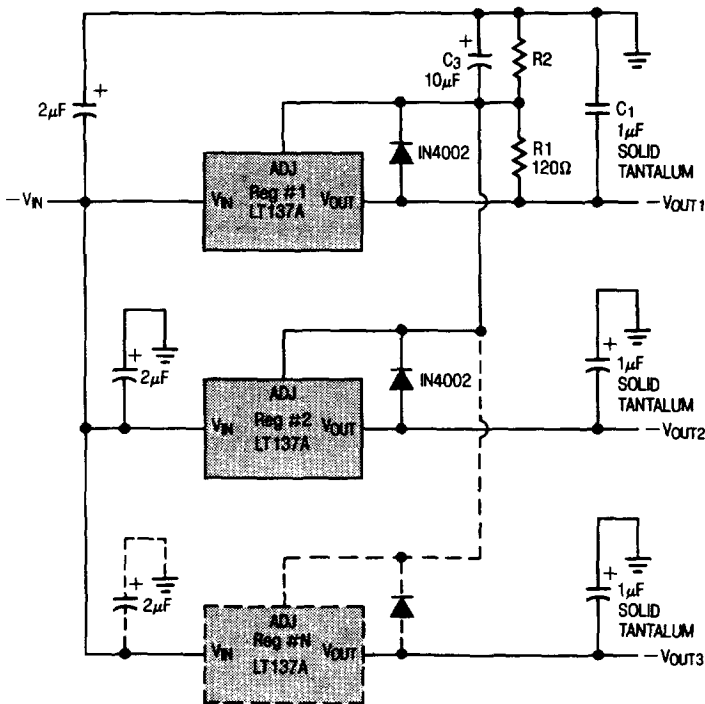 C3
10μF
R2
2μF
+
+
C1
1μF
SOLID
TANTALUM
IN4002
R1
120Ω
ADJ
Reg #1
LT137A
VIN
VOUT
−VIN
−VOUT1
+
2μF
IN4002
+
1μF
SOLID
TANTALUM
ADJ
Reg #2
LT137A
VIN
VOUT
−VOUT2
+
2μF
+
1μF
SOLID
TANTALUM
ADJ
Reg #N
LT137A
VIN
VOUT
−VOUT3